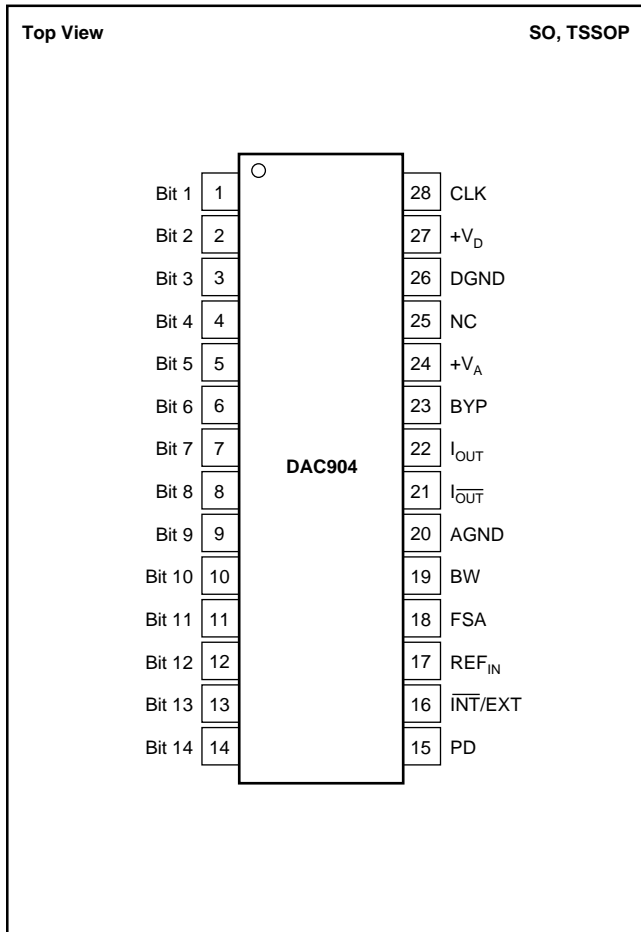 Top View SO, TSSOP
Bit 1 1 28 CLK
Bit 2 2 27 +V_D
Bit 3 3 26 DGND
Bit 4 4 25 NC
Bit 5 5 24 +V_A
Bit 6 6 23 BYP
Bit 7 7 22 I_OUT
DAC904
Bit 8 8 21 I_O̅U̅T̅
Bit 9 9 20 AGND
Bit 10 10 19 BW
Bit 11 11 18 FSA
Bit 12 12 17 REF_IN
Bit 13 13 16 I̅N̅T̅/EXT
Bit 14 14 15 PD